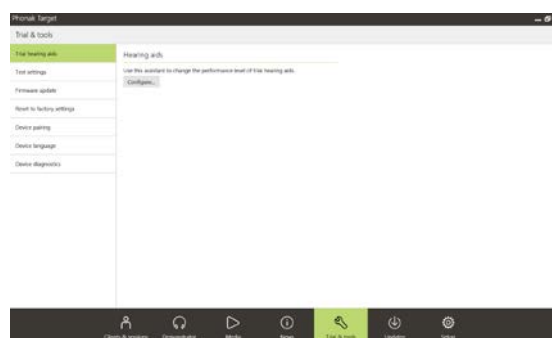 Phonak Target
Trial & tools
Trial hearing aids
Test settings
Firmware update
Reset to factory settings
Device pairing
Device language
Device diagnostics
Hearing aids
Use this assistant to change the performance level of trial hearing aids.
Configure...
Clients & sessions
Media
News
Trial & tools
Updates
Setup